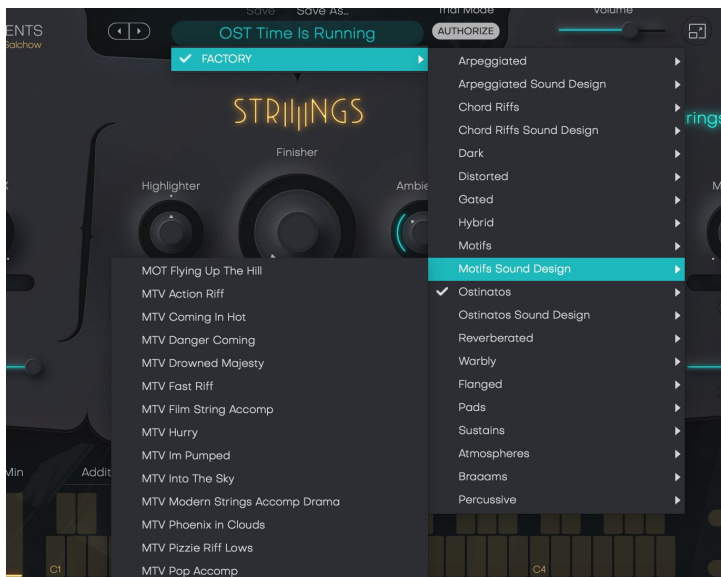 ENTS
Salchow
Save Save As...
OST Time Is Running
Trial Mode
AUTHORIZE
Volume
FACTORY
STRIIIINGS
Finisher
Highlighter
Ambie
rings
M
Arpeggiated
Arpeggiated Sound Design
Chord Riffs
Chord Riffs Sound Design
Dark
Distorted
Gated
Hybrid
Motifs
Motifs Sound Design
Ostinatos
Ostinatos Sound Design
Reverberated
Warbly
Flanged
Pads
Sustains
Atmospheres
Braaams
Percussive
MOT Flying Up The Hill
MTV Action Riff
MTV Coming In Hot
MTV Danger Coming
MTV Drowned Majesty
MTV Fast Riff
MTV Film String Accomp
MTV Hurry
MTV Im Pumped
MTV Into The Sky
MTV Modern Strings Accomp Drama
MTV Phoenix in Clouds
MTV Pizzie Riff Lows
MTV Pop Accomp
Min
Addit
C1
C4